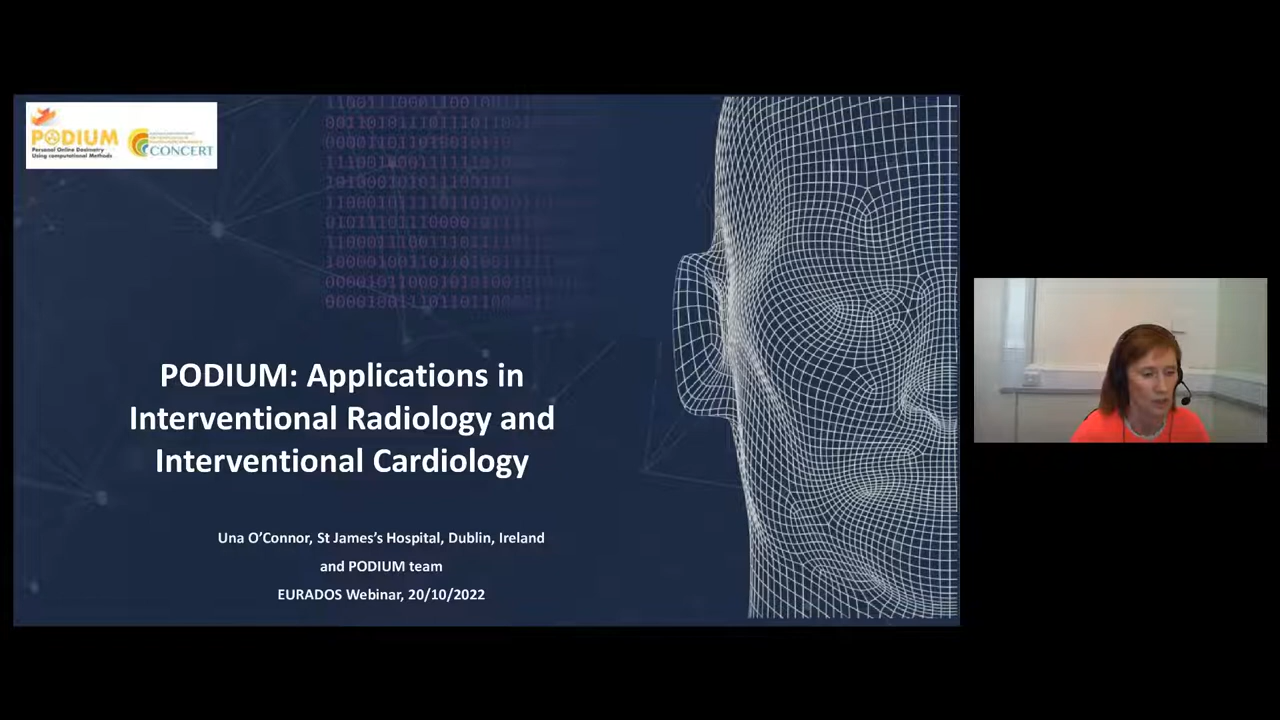 PODIUM
Personal Online Dosimetry
Using computational Methods
CONCERT
PODIUM: Applications in
Interventional Radiology and
Interventional Cardiology
Una O’Connor, St James’s Hospital, Dublin, Ireland
and PODIUM team
EURADOS Webinar, 20/10/2022